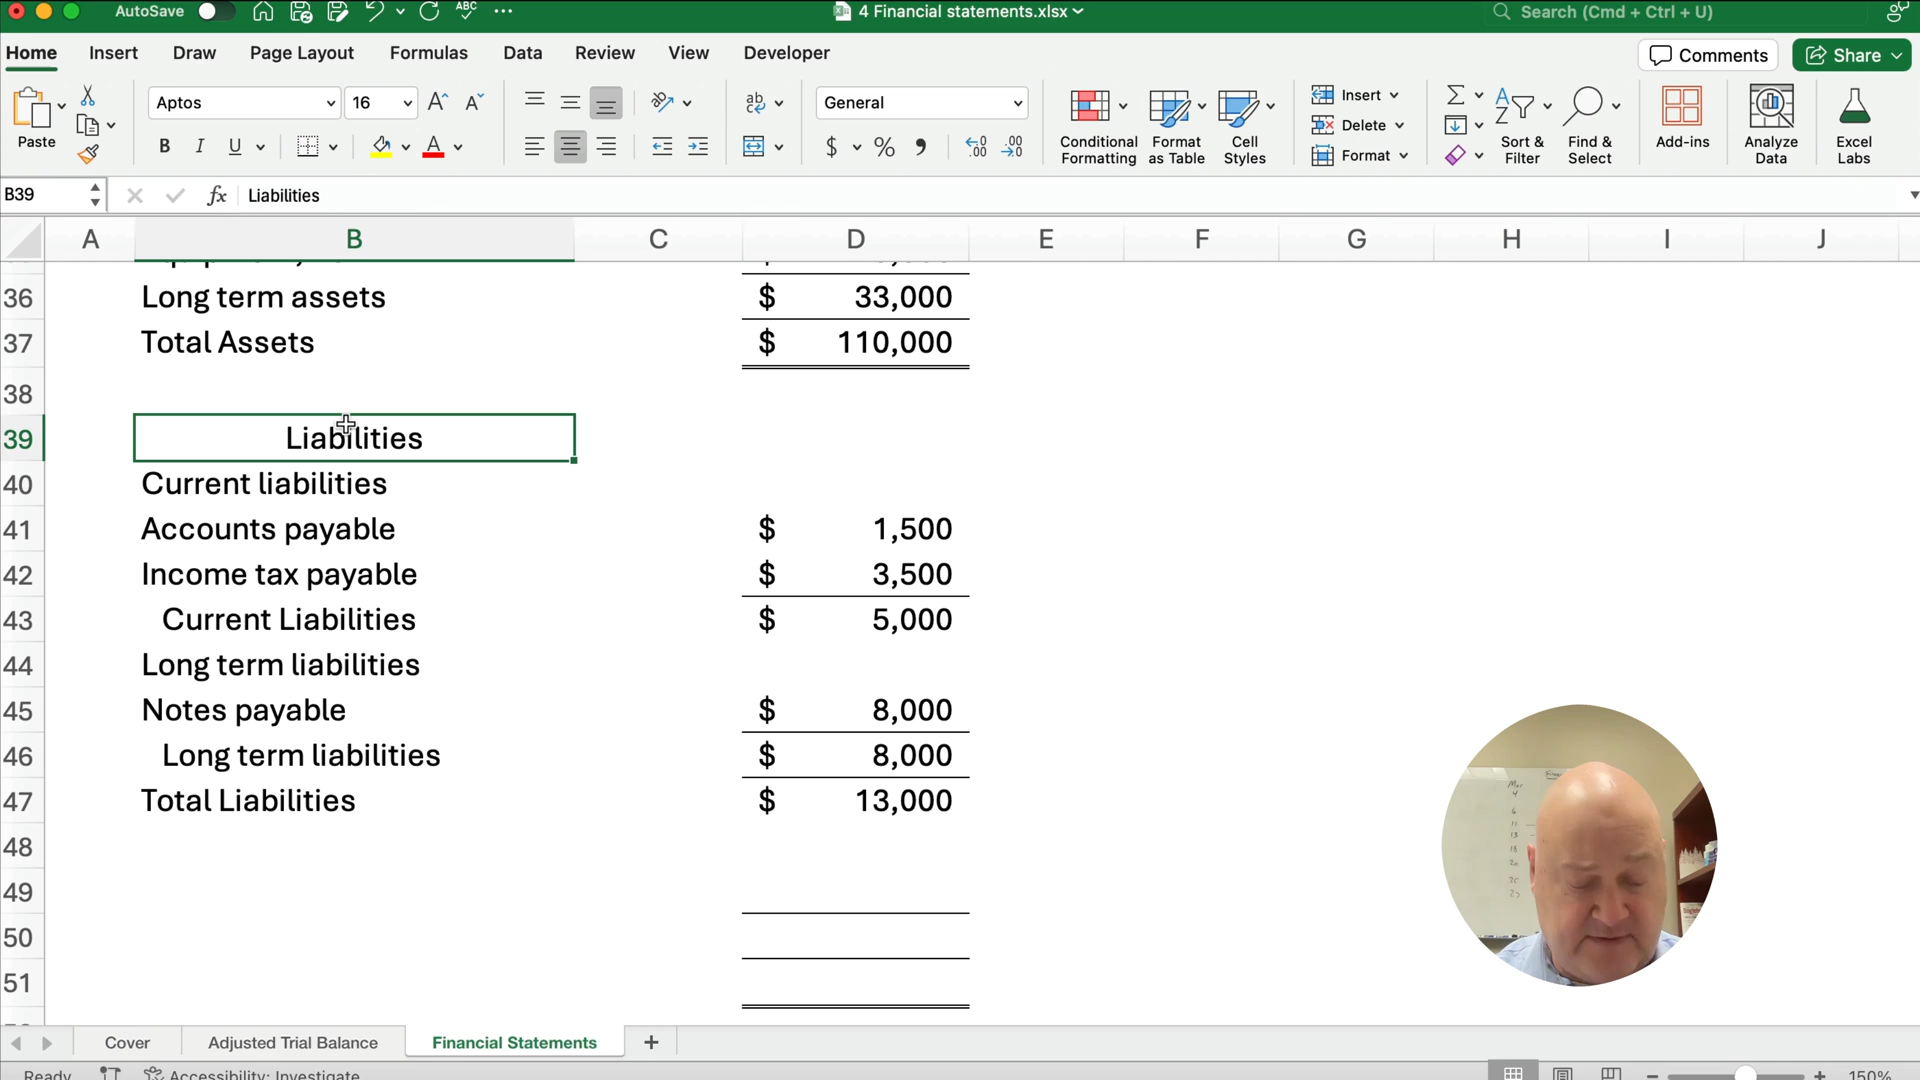 AutoSave ABC ... 4 Financial statements.xlsx Search (Cmd + Ctrl + U)
Home Insert Draw Page Layout Formulas Data Review View Developer Comments Share
Paste Aptos 16 General Conditional Formatting Format as Table Cell Styles Insert Delete Format Sort & Filter Find & Select Add-ins Analyze Data Excel Labs
B39 fx Liabilities
A B C D E F G H I J
36 Long term assets $ 33,000
37 Total Assets $ 110,000
38
39 Liabilities
40 Current liabilities
41 Accounts payable $ 1,500
42 Income tax payable $ 3,500
43 Current Liabilities $ 5,000
44 Long term liabilities
45 Notes payable $ 8,000
46 Long term liabilities $ 8,000
47 Total Liabilities $ 13,000
48
49
50
51
Cover Adjusted Trial Balance Financial Statements +
Ready Accessibility: Investigate 150%